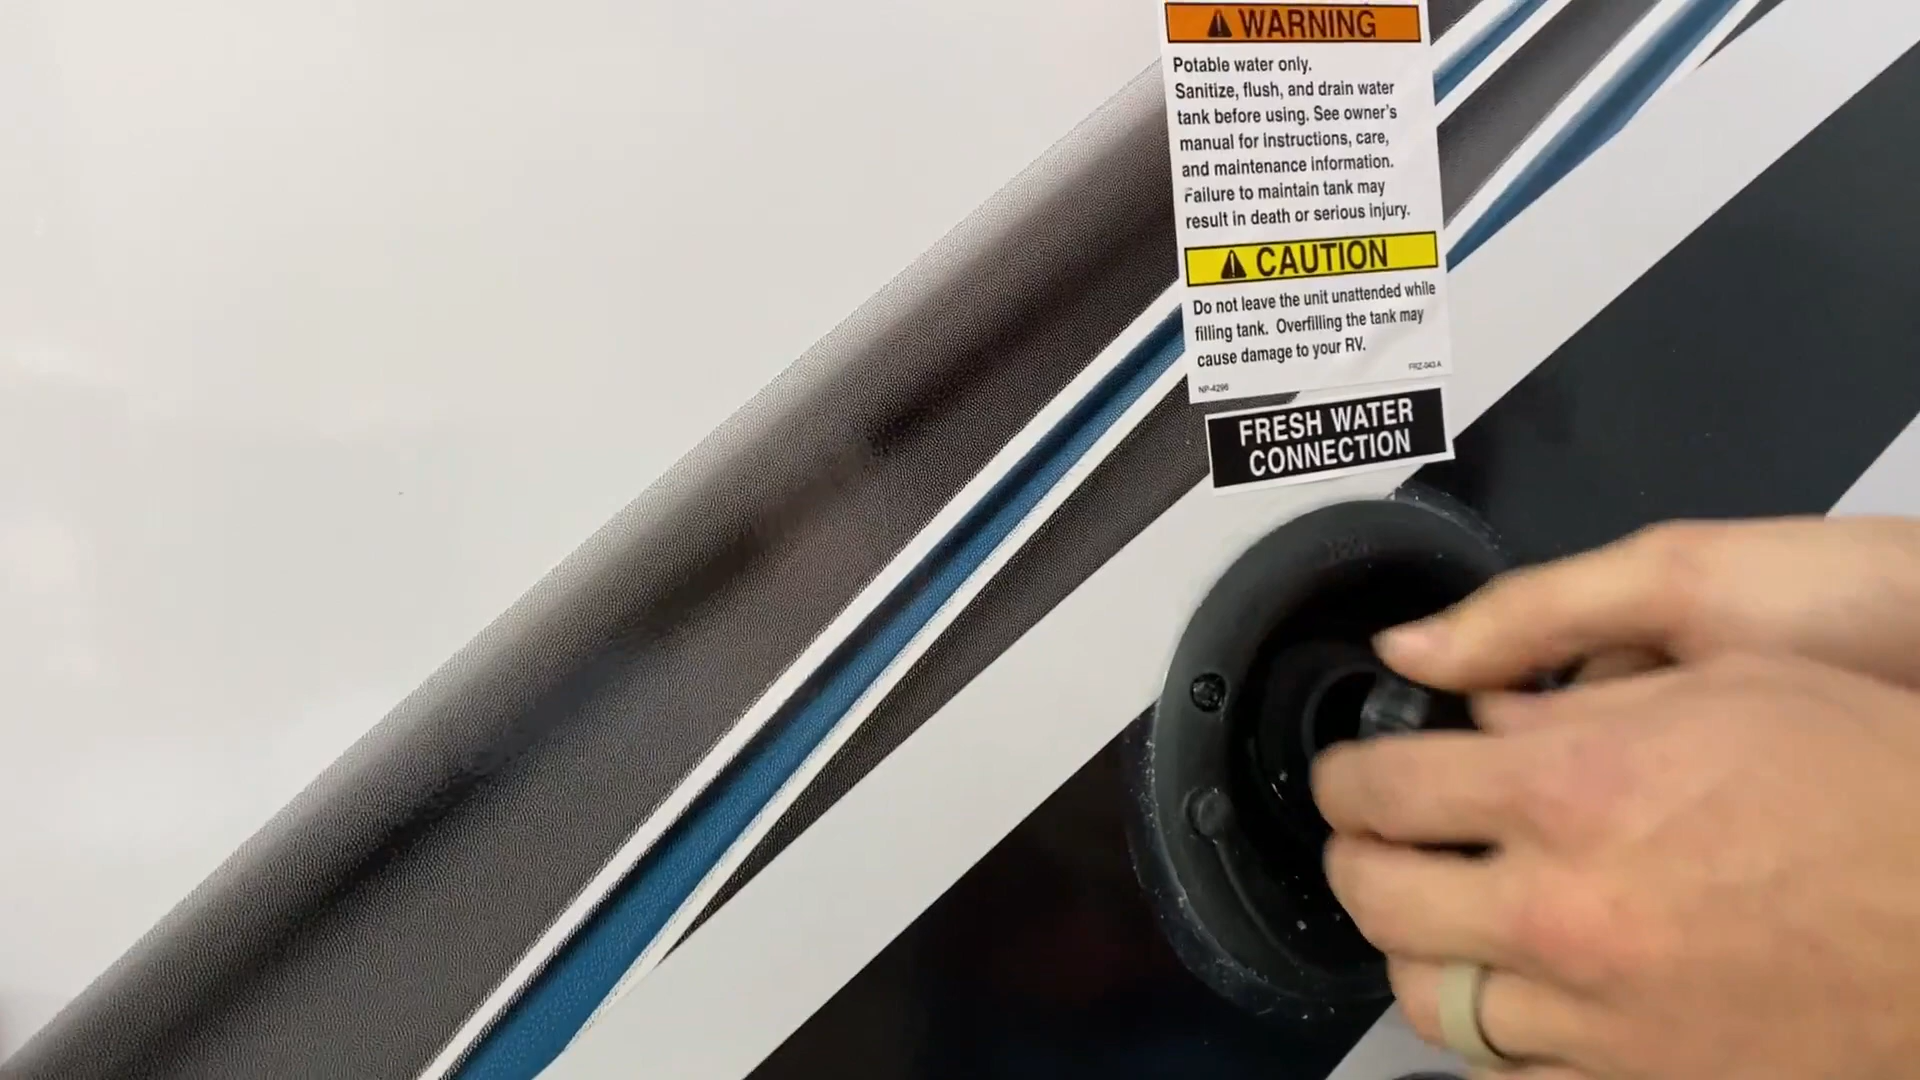 WARNING
Potable water only.
Sanitize, flush, and drain water
tank before using. See owner's
manual for instructions, care,
and maintenance information.
Failure to maintain tank may
result in death or serious injury.
CAUTION
Do not leave the unit unattended while
filling tank. Overfilling the tank may
cause damage to your RV.
NP-4296
FRZ-043 A
FRESH WATER
CONNECTION